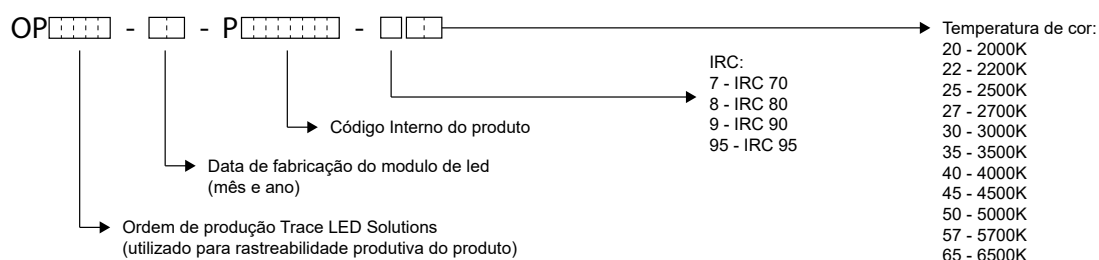 OP - - P -
Temperatura de cor:
20 - 2000K
22 - 2200K
25 - 2500K
27 - 2700K
30 - 3000K
35 - 3500K
40 - 4000K
45 - 4500K
50 - 5000K
57 - 5700K
65 - 6500K
IRC:
7 - IRC 70
8 - IRC 80
9 - IRC 90
95 - IRC 95
Código Interno do produto
Data de fabricação do modulo de led
(mês e ano)
Ordem de produção Trace LED Solutions
(utilizado para rastreabilidade produtiva do produto)